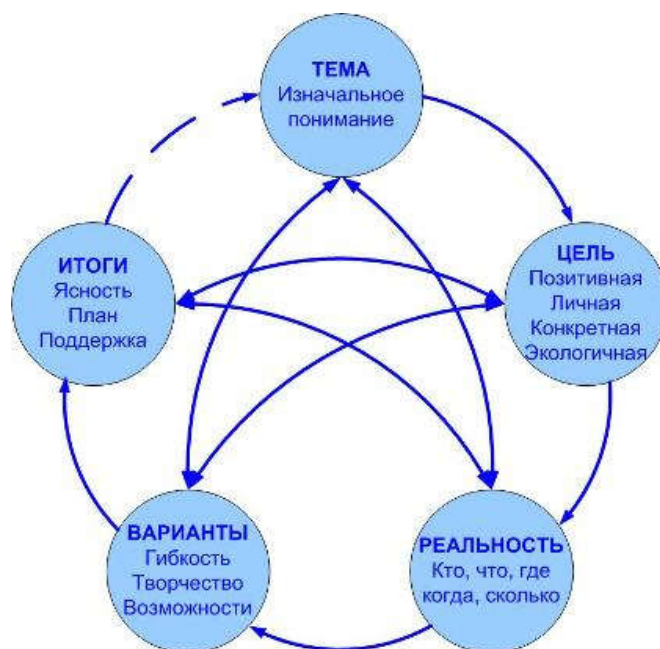 ТЕМА
Изначальное
понимание
ЦЕЛЬ
Позитивная
Личная
Конкретная
Экологичная
РЕАЛЬНОСТЬ
Кто, что, где
когда, сколько
ВАРИАНТЫ
Гибкость
Творчество
Возможности
ИТОГИ
Ясность
План
Поддержка